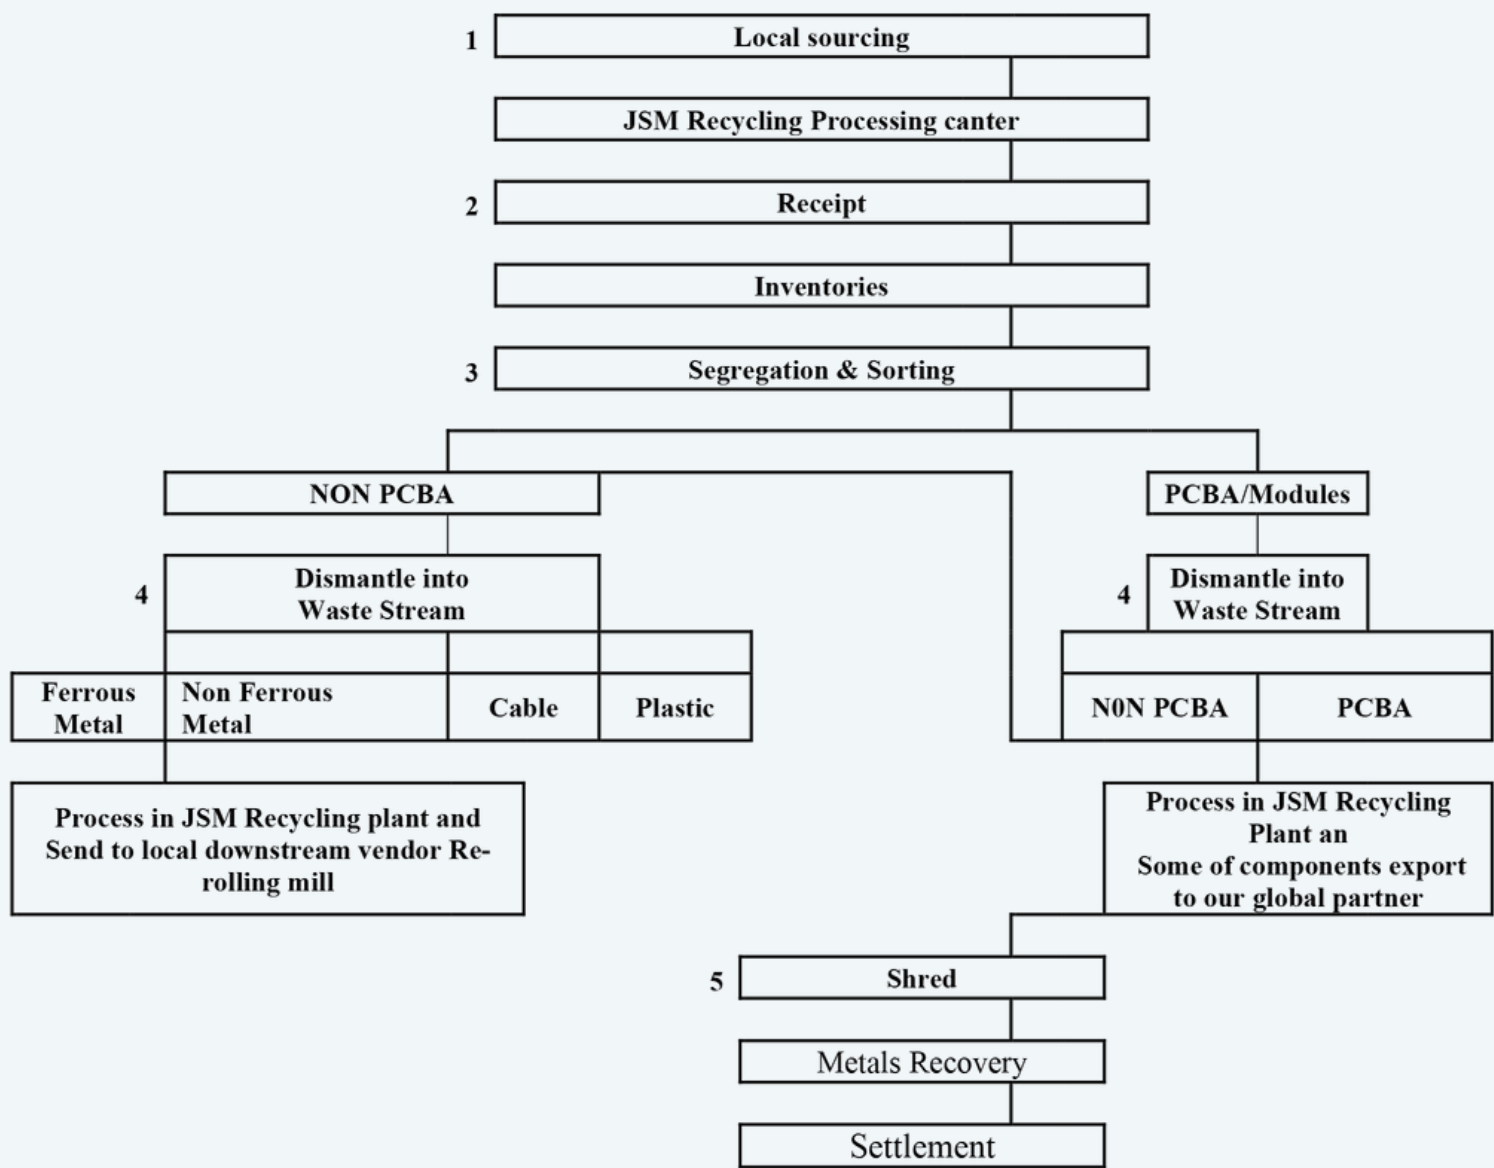 1
Local sourcing
JSM Recycling Processing canter
2
Receipt
Inventories
3
Segregation & Sorting
NON PCBA
PCBA/Modules
4
Dismantle into
Waste Stream
4
Dismantle into
Waste Stream
Ferrous
Metal
Non Ferrous
Metal
Cable
Plastic
N0N PCBA
PCBA
Process in JSM Recycling plant and
Send to local downstream vendor Re-
rolling mill
Process in JSM Recycling
Plant an
Some of components export
to our global partner
5
Shred
Metals Recovery
Settlement